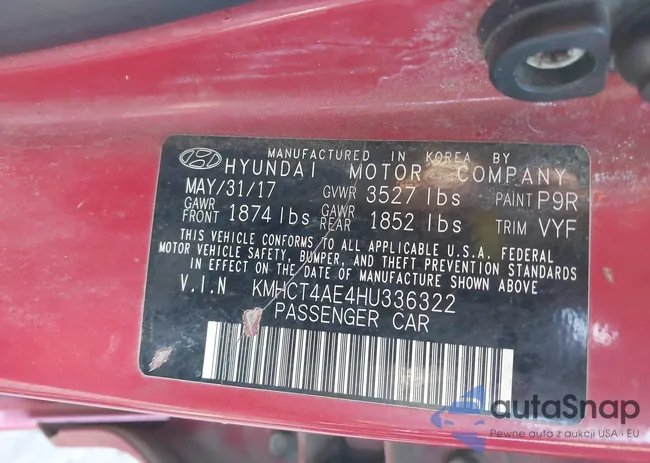 MANUFACTURED IN KOREA BY
HYUNDAI MOTOR COMPANY
MAY/31/17 GVWR 3527 lbs PAINT P9R
GAWR FRONT 1874 lbs GAWR REAR 1852 lbs TRIM VYF
THIS VEHICLE CONFORMS TO ALL APPLICABLE U.S.A. FEDERAL
MOTOR VEHICLE SAFETY, BUMPER, AND THEFT PREVENTION STANDARDS
IN EFFECT ON THE DATE OF MANUFACTURE SHOWN ABOVE
V.I.N KMHCT4AE4HU336322
PASSENGER CAR
autaSnap
Pewne auta z aukcji USA i EU